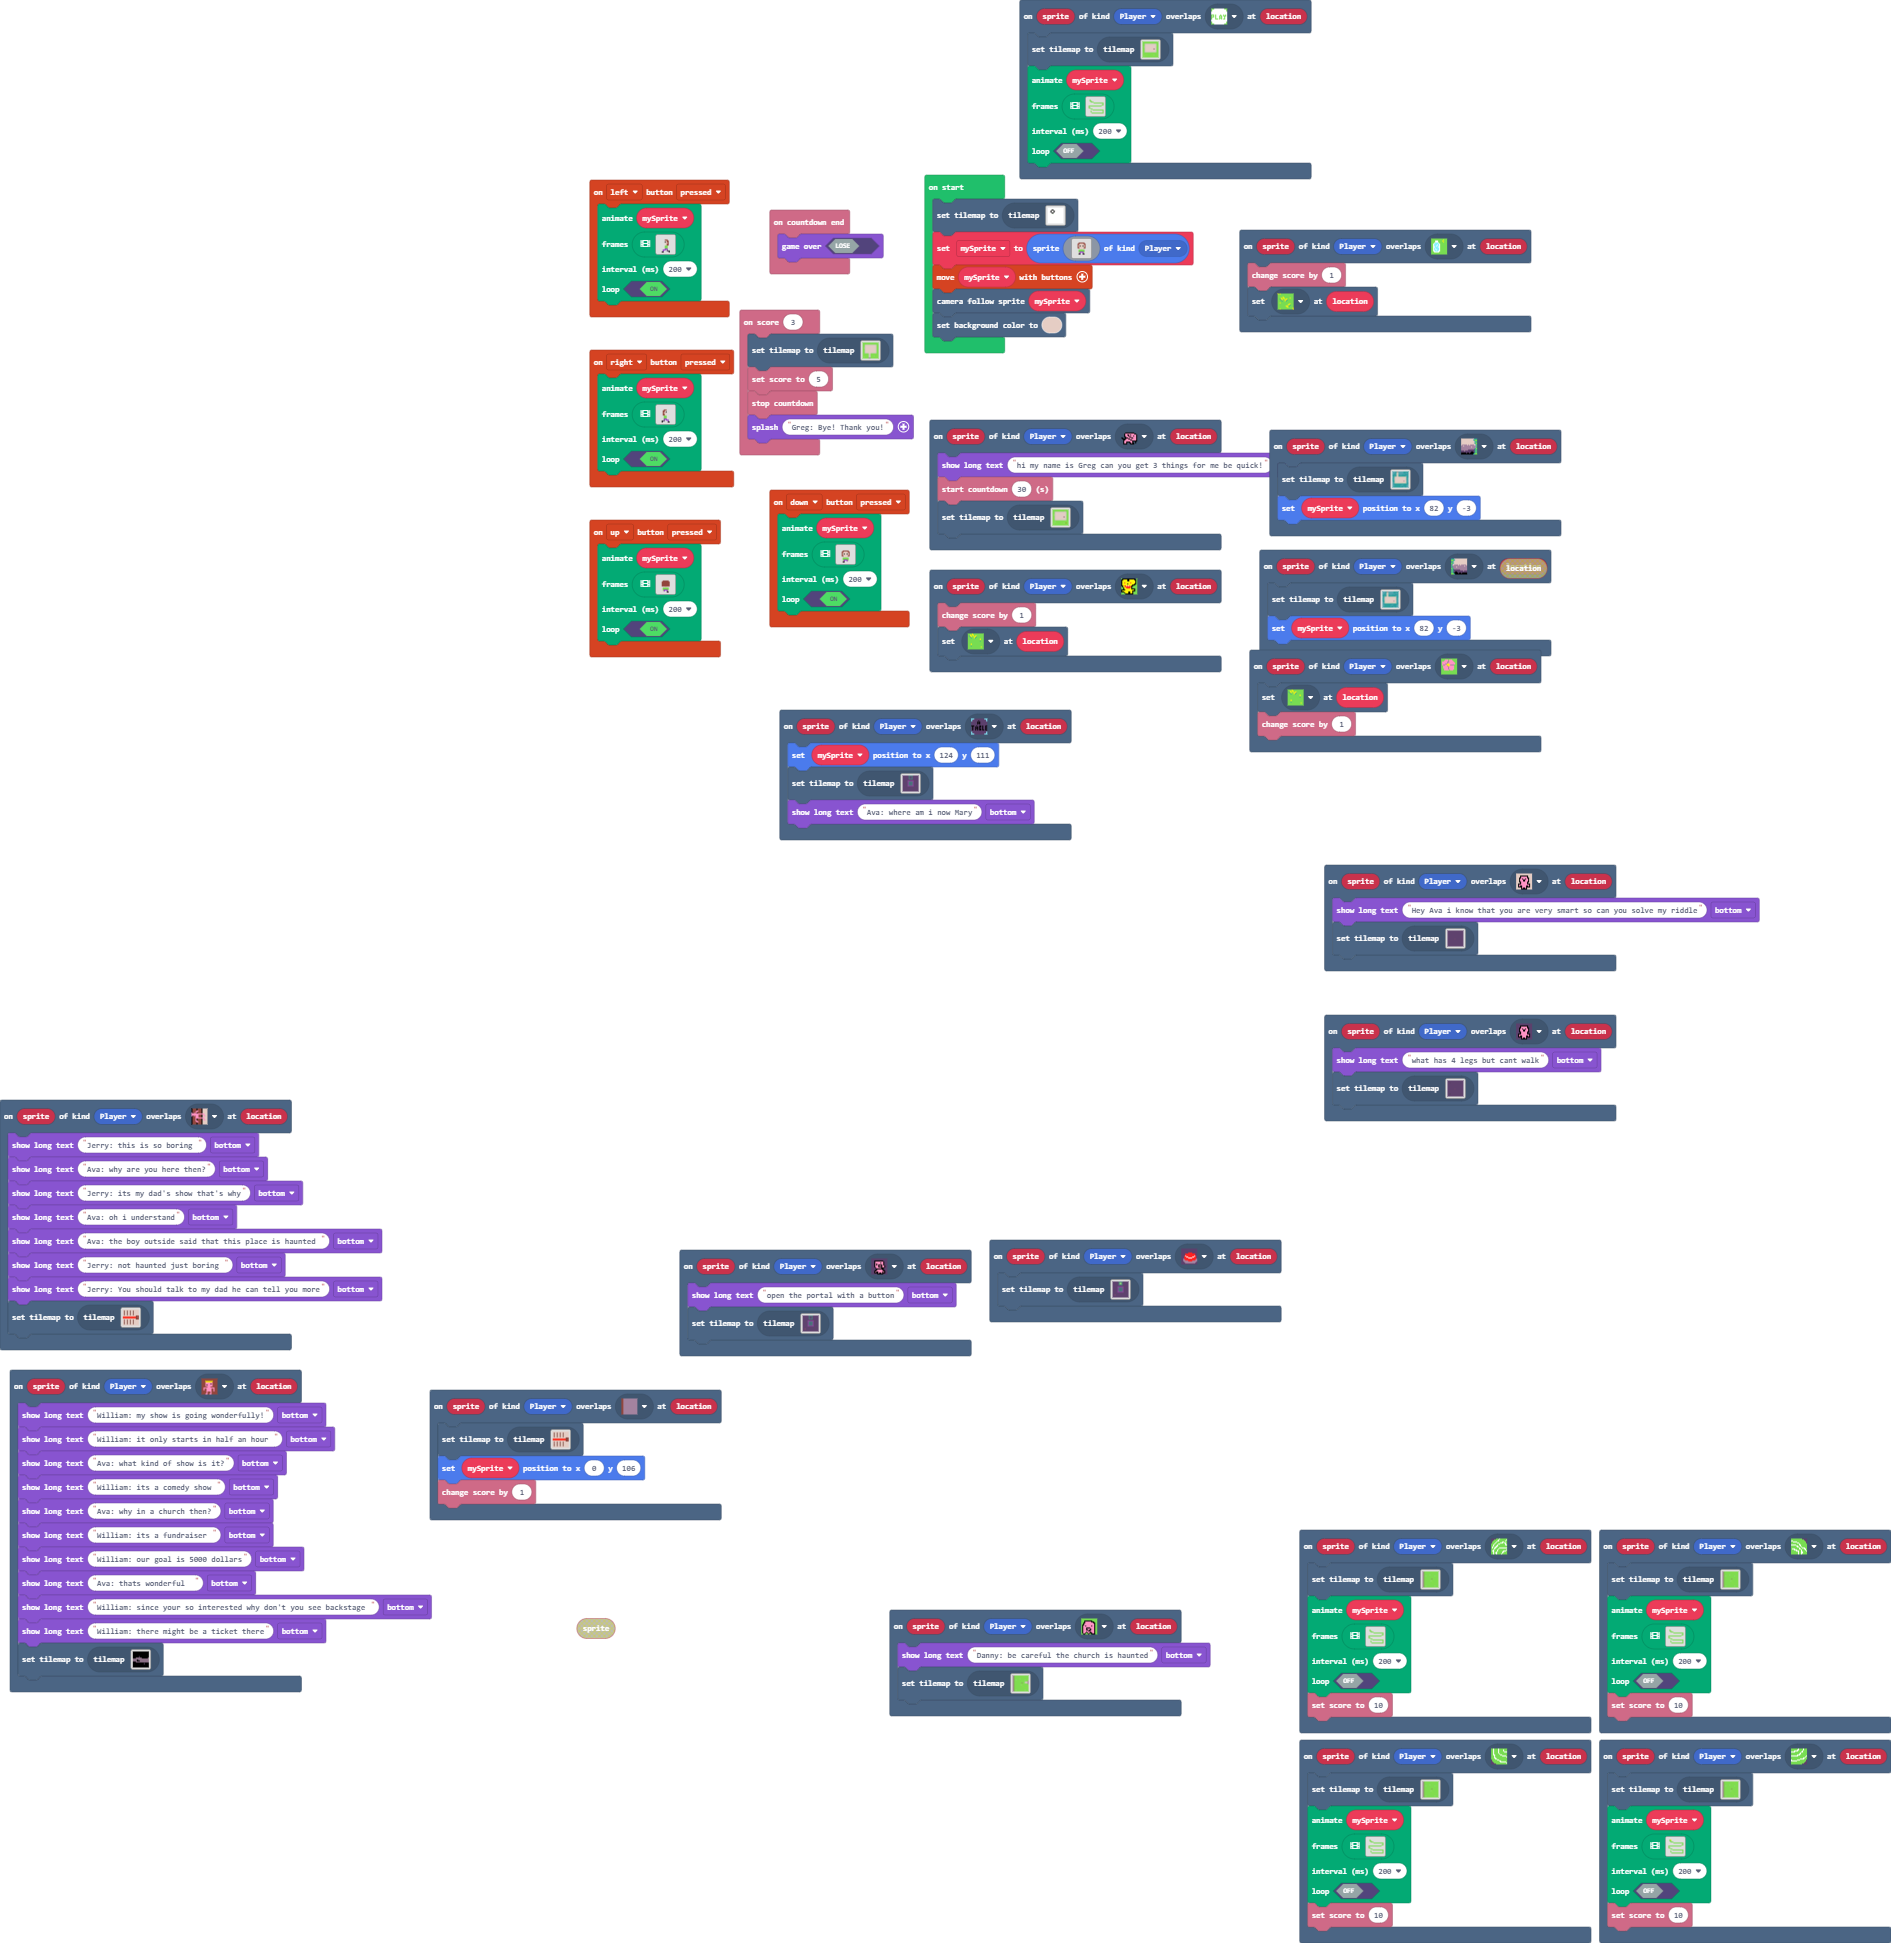 on sprite of kind Player overlaps PLAY at location
set tilemap to tilemap
animate mySprite
frames
interval (ms) 200
loop OFF
on left button pressed
animate mySprite
frames
interval (ms) 200
loop ON
on countdown end
game over LOSE
on start
set tilemap to tilemap
set mySprite to sprite of kind Player
move mySprite with buttons
camera follow sprite mySprite
set background color to
on sprite of kind Player overlaps at location
change score by 1
set at location
on score 3
set tilemap to tilemap
set score to 5
stop countdown
splash "Greg: Bye! Thank you!"
on right button pressed
animate mySprite
frames
interval (ms) 200
loop ON
on sprite of kind Player overlaps at location
show long text "hi my name is Greg can you get 3 things for me be quick!"
start countdown 30 (s)
set tilemap to tilemap
on sprite of kind Player overlaps at location
set tilemap to tilemap
set mySprite position to x 82 y -3
on up button pressed
animate mySprite
frames
interval (ms) 200
loop ON
on down button pressed
animate mySprite
frames
interval (ms) 200
loop ON
on sprite of kind Player overlaps at location
change score by 1
set at location
on sprite of kind Player overlaps at location
set tilemap to tilemap
set mySprite position to x 82 y -3
on sprite of kind Player overlaps at location
set at location
change score by 1
on sprite of kind Player overlaps at location
set mySprite position to x 124 y 111
set tilemap to tilemap
show long text "Ava: where am i now Mary" bottom
on sprite of kind Player overlaps at location
show long text "Hey Ava i know that you are very smart so can you solve my riddle" bottom
set tilemap to tilemap
on sprite of kind Player overlaps at location
show long text "what has 4 legs but cant walk" bottom
set tilemap to tilemap
on sprite of kind Player overlaps at location
show long text "Jerry: this is so boring " bottom
show long text "Ava: why are you here then?" bottom
show long text "Jerry: its my dad's show that's why" bottom
show long text "Ava: oh i understand" bottom
show long text "Ava: the boy outside said that this place is haunted " bottom
show long text "Jerry: not haunted just boring " bottom
show long text "Jerry: You should talk to my dad he can tell you more " bottom
set tilemap to tilemap
on sprite of kind Player overlaps at location
show long text "open the portal with a button" bottom
set tilemap to tilemap
on sprite of kind Player overlaps at location
set tilemap to tilemap
on sprite of kind Player overlaps at location
show long text "William: my show is going wonderfully!" bottom
show long text "William: it only starts in half an hour " bottom
show long text "Ava: what kind of show is it?" bottom
show long text "William: its a comedy show " bottom
show long text "Ava: why in a church then?" bottom
show long text "William: its a fundraiser " bottom
show long text "William: our goal is 5000 dollars" bottom
show long text "Ava: thats wonderful " bottom
show long text "William: since your so interested why don't you see backstage " bottom
show long text "William: there might be a ticket there" bottom
set tilemap to tilemap
on sprite of kind Player overlaps at location
set tilemap to tilemap
set mySprite position to x 0 y 106
change score by 1
sprite
on sprite of kind Player overlaps at location
show long text "Danny: be careful the church is haunted" bottom
set tilemap to tilemap
on sprite of kind Player overlaps at location
set tilemap to tilemap
animate mySprite
frames
interval (ms) 200
loop OFF
set score to 10
on sprite of kind Player overlaps at location
set tilemap to tilemap
animate mySprite
frames
interval (ms) 200
loop OFF
set score to 10
on sprite of kind Player overlaps at location
set tilemap to tilemap
animate mySprite
frames
interval (ms) 200
loop OFF
set score to 10
on sprite of kind Player overlaps at location
set tilemap to tilemap
animate mySprite
frames
interval (ms) 200
loop OFF
set score to 10